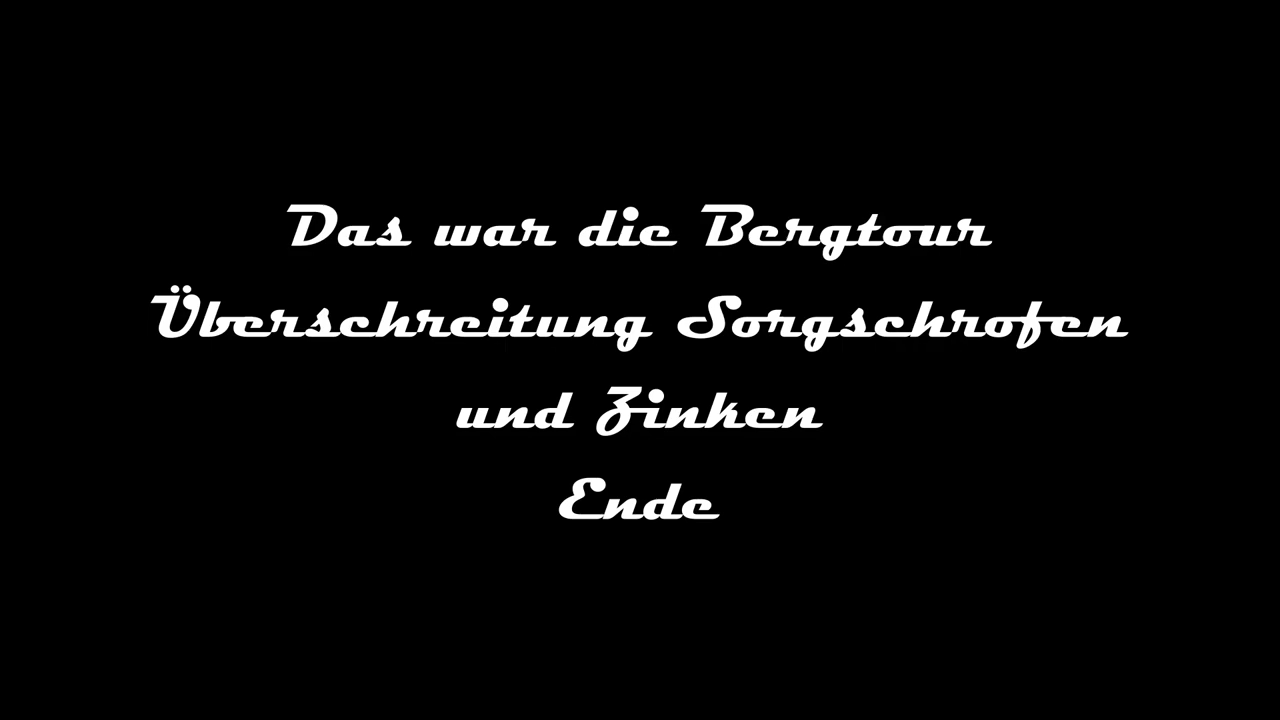 Das war die Bergtour
Überschreitung Sorgschrofen
und Zinken
Ende